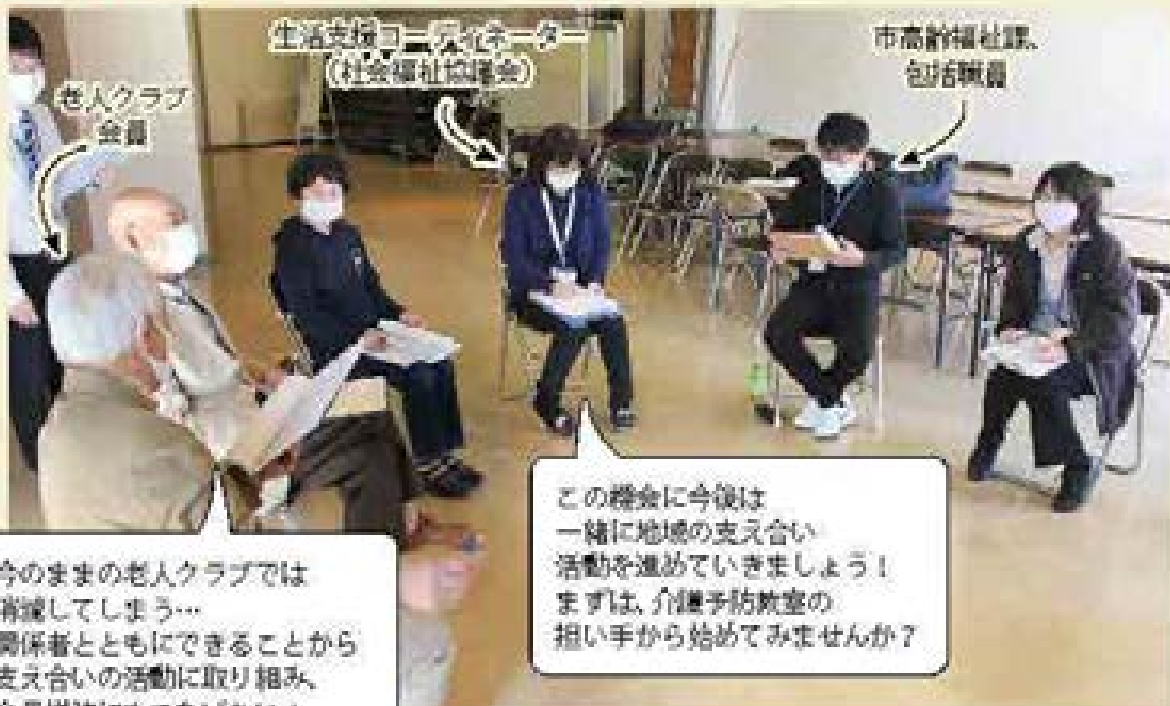 老人クラブ
会員
生活支援コーディネーター
(社会福祉協議会)
市高齢福祉課、
包括職員
今のままの老人クラブでは
消滅してしまう…
関係者とともにできることから
支え合いの活動に取り組み、
この機会に今後は
一緒に地域の支え合い
活動を進めていきましょう!
まずは、介護予防教室の
担い手から始めてみませんか?